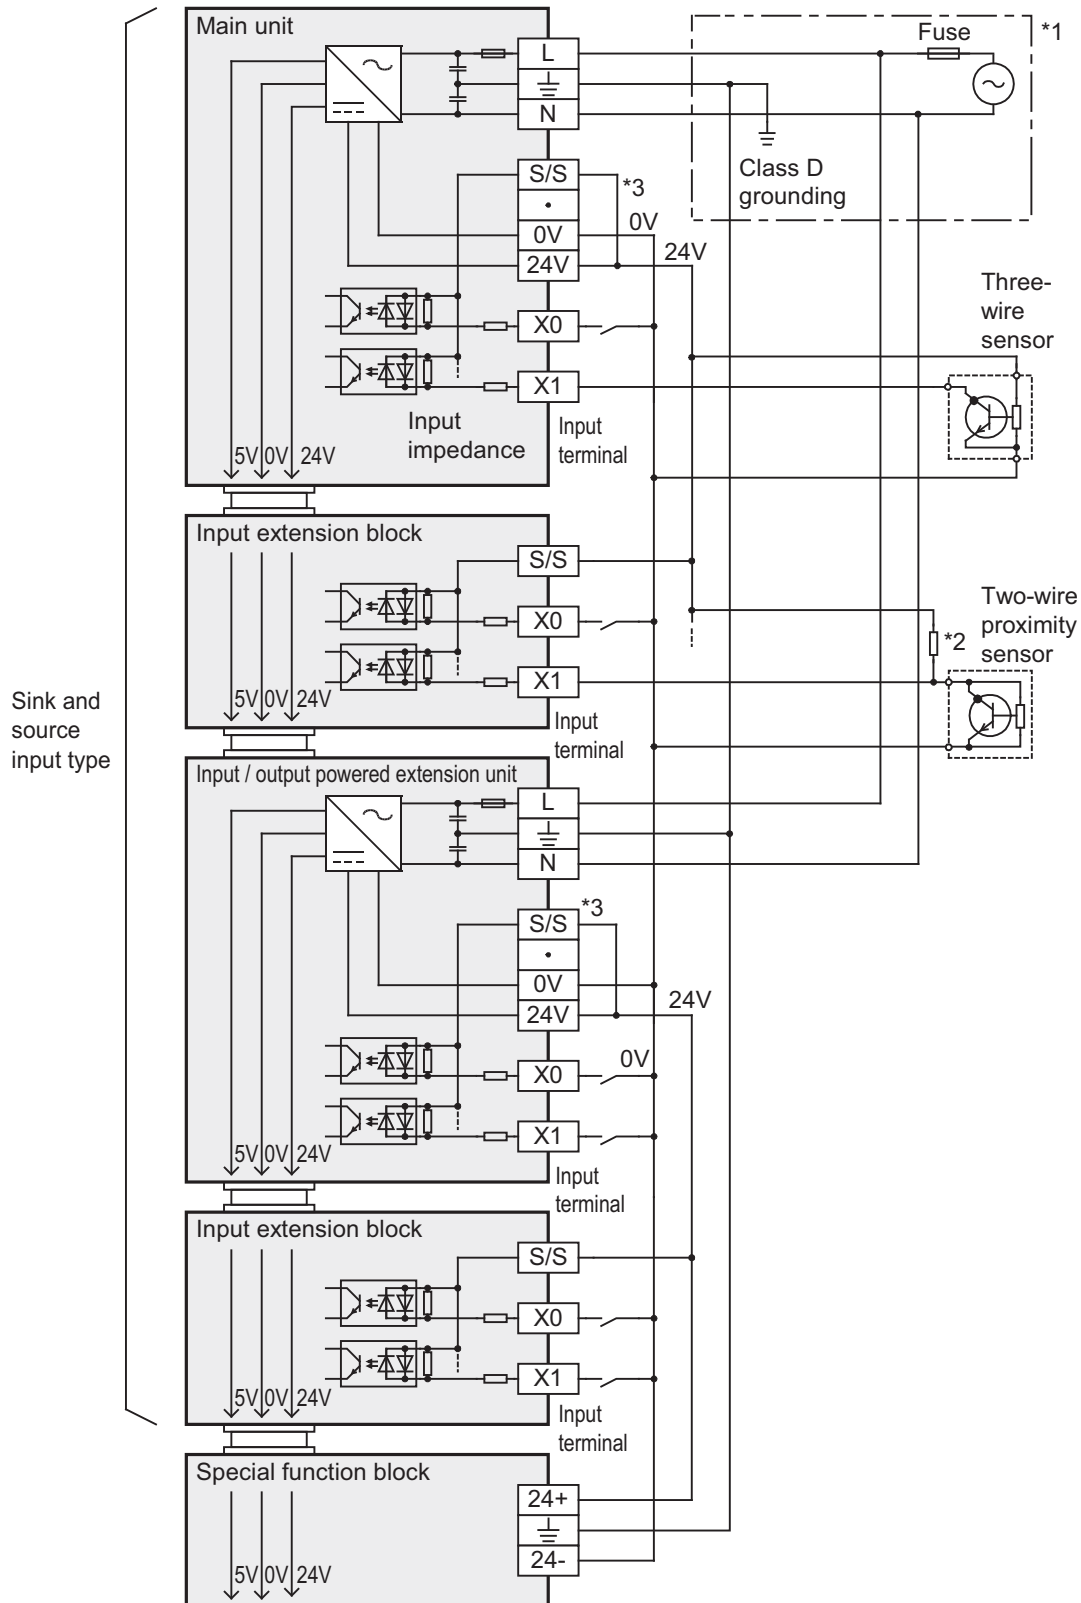 Main unit
L
N
Fuse
*1
Class D
grounding
S/S
*3
0V
0V
24V
24V
X0
X1
Three-
wire
sensor
Input
impedance
Input
terminal
5V 0V 24V
Input extension block
S/S
X0
X1
Two-wire
proximity
sensor
*2
5V 0V 24V
Input
terminal
Sink and
source
input type
Input / output powered extension unit
L
N
S/S
*3
0V
24V
24V
X0
0V
X1
5V 0V 24V
Input
terminal
Input extension block
S/S
X0
X1
5V 0V 24V
Input
terminal
Special function block
24+
24-
5V 0V 24V